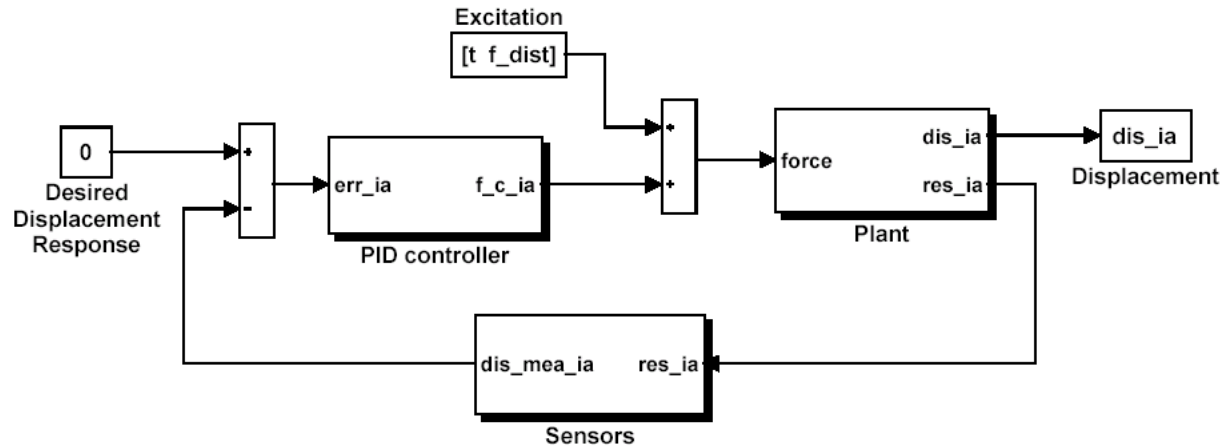 Excitation
[t f_dist]
0
+
-
Desired
Displacement
Response
err_ia
f_c_ia
PID controller
+
+
force
dis_ia
res_ia
Plant
dis_ia
Displacement
dis_mea_ia
res_ia
Sensors